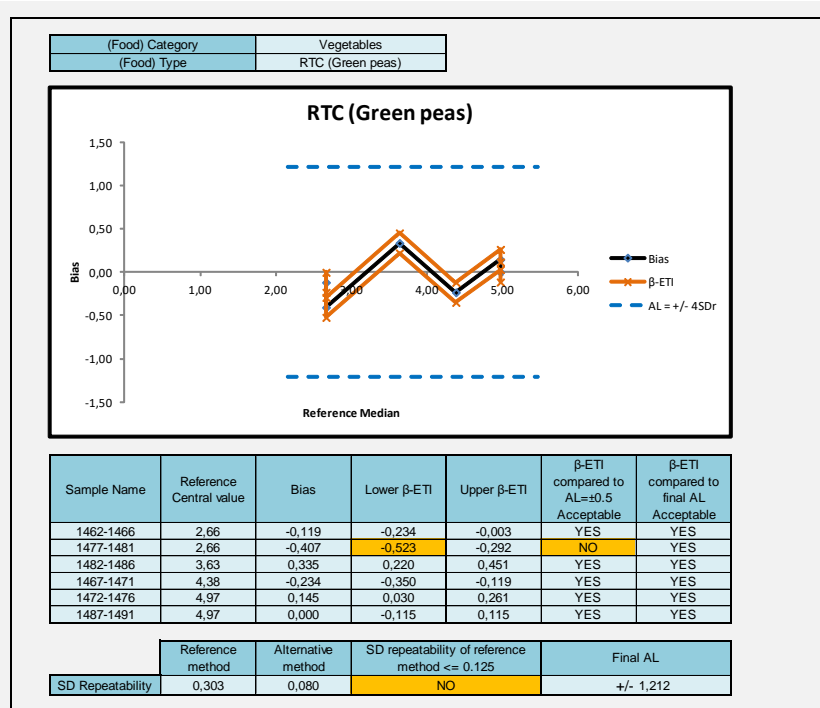 (Food) Category Vegetables
(Food) Type RTC (Green peas)
RTC (Green peas)
1,50
1,00
0,50
0,00
-0,50
-1,00
-1,50
0,00 1,00 2,00 3,00 4,00 5,00 6,00
Bias
Reference Median
Bias
β-ETI
AL = +/- 4SDr
Sample Name Reference Central value Bias Lower β-ETI Upper β-ETI β-ETI compared to AL=±0.5 Acceptable β-ETI compared to final AL Acceptable
1462-1466 2,66 -0,119 -0,234 -0,003 YES YES
1477-1481 2,66 -0,407 -0,523 -0,292 NO YES
1482-1486 3,63 0,335 0,220 0,451 YES YES
1467-1471 4,38 -0,234 -0,350 -0,119 YES YES
1472-1476 4,97 0,145 0,030 0,261 YES YES
1487-1491 4,97 0,000 -0,115 0,115 YES YES
Reference method Alternative method SD repeatability of reference method <= 0.125 Final AL
SD Repeatability 0,303 0,080 NO +/- 1,212